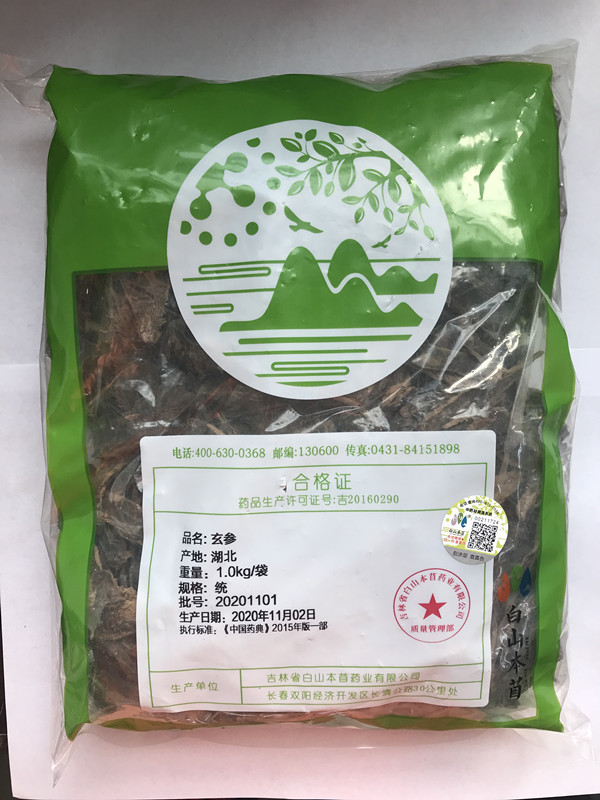 电话:400-630-0368 邮编:130600 传真:0431-84151898
合格证
药品生产许可证号:吉20160290
品名: 玄参
产地: 湖北
重量: 1.0kg/袋
规格: 统
批号: 20201101
生产日期: 2020年11月02日
执行标准: 《中国药典》2015年版一部
吉林省白山本苜药业有限公司
质量管理部
00211724
白山本苜
生产单位
吉林省白山本苜药业有限公司
长春双阳经济开发区长清公路30公里处